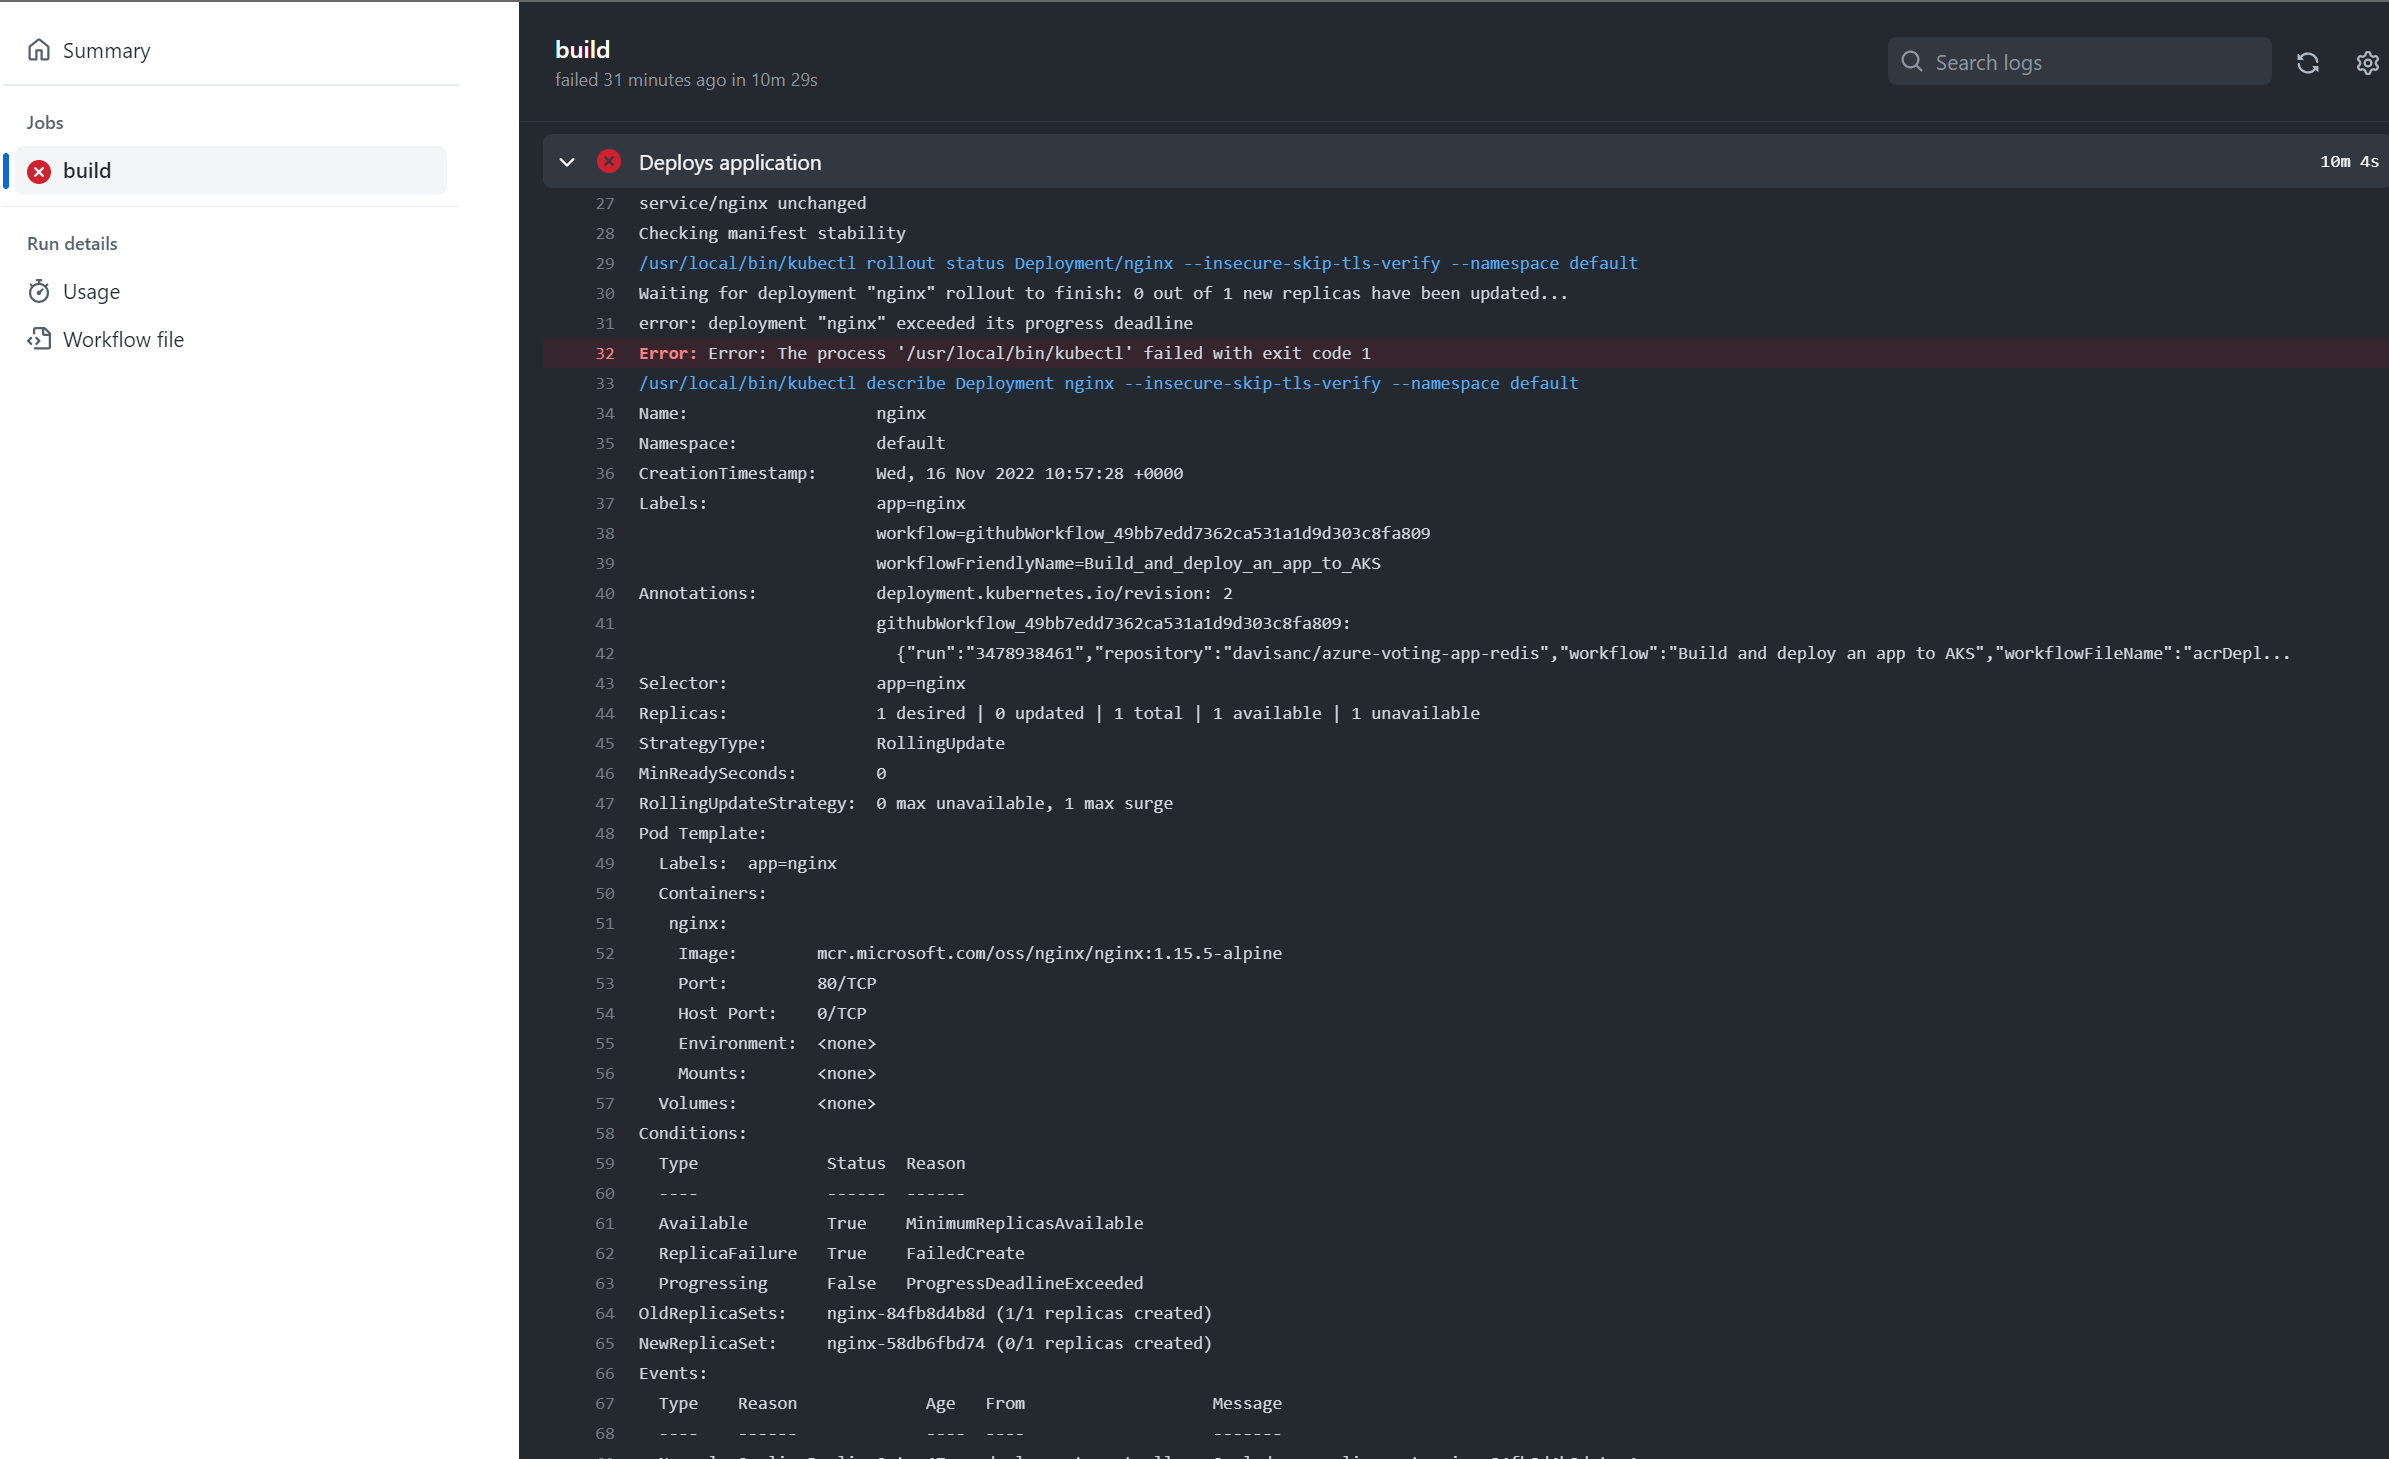 Summary
Jobs
build
Run details
Usage
Workflow file
build
failed 31 minutes ago in 10m 29s
Search logs
Deploys application 10m 4s
27 service/nginx unchanged
28 Checking manifest stability
29 /usr/local/bin/kubectl rollout status Deployment/nginx --insecure-skip-tls-verify --namespace default
30 Waiting for deployment "nginx" rollout to finish: 0 out of 1 new replicas have been updated...
31 error: deployment "nginx" exceeded its progress deadline
32 Error: Error: The process '/usr/local/bin/kubectl' failed with exit code 1
33 /usr/local/bin/kubectl describe Deployment nginx --insecure-skip-tls-verify --namespace default
34 Name: nginx
35 Namespace: default
36 CreationTimestamp: Wed, 16 Nov 2022 10:57:28 +0000
37 Labels: app=nginx
38 workflow=githubWorkflow_49bb7edd7362ca531a1d9d303c8fa809
39 workflowFriendlyName=Build_and_deploy_an_app_to_AKS
40 Annotations: deployment.kubernetes.io/revision: 2
41 githubWorkflow_49bb7edd7362ca531a1d9d303c8fa809:
42 {"run":"3478938461","repository":"davisanc/azure-voting-app-redis","workflow":"Build and deploy an app to AKS","workflowFileName":"acrDepl...
43 Selector: app=nginx
44 Replicas: 1 desired | 0 updated | 1 total | 1 available | 1 unavailable
45 StrategyType: RollingUpdate
46 MinReadySeconds: 0
47 RollingUpdateStrategy: 0 max unavailable, 1 max surge
48 Pod Template:
49 Labels: app=nginx
50 Containers:
51 nginx:
52 Image: mcr.microsoft.com/oss/nginx/nginx:1.15.5-alpine
53 Port: 80/TCP
54 Host Port: 0/TCP
55 Environment: <none>
56 Mounts: <none>
57 Volumes: <none>
58 Conditions:
59 Type Status Reason
60 ---- ------ ------
61 Available True MinimumReplicasAvailable
62 ReplicaFailure True FailedCreate
63 Progressing False ProgressDeadlineExceeded
64 OldReplicaSets: nginx-84fb8d4b8d (1/1 replicas created)
65 NewReplicaSet: nginx-58db6fbd74 (0/1 replicas created)
66 Events:
67 Type Reason Age From Message
68 ---- ------ ---- ---- -------